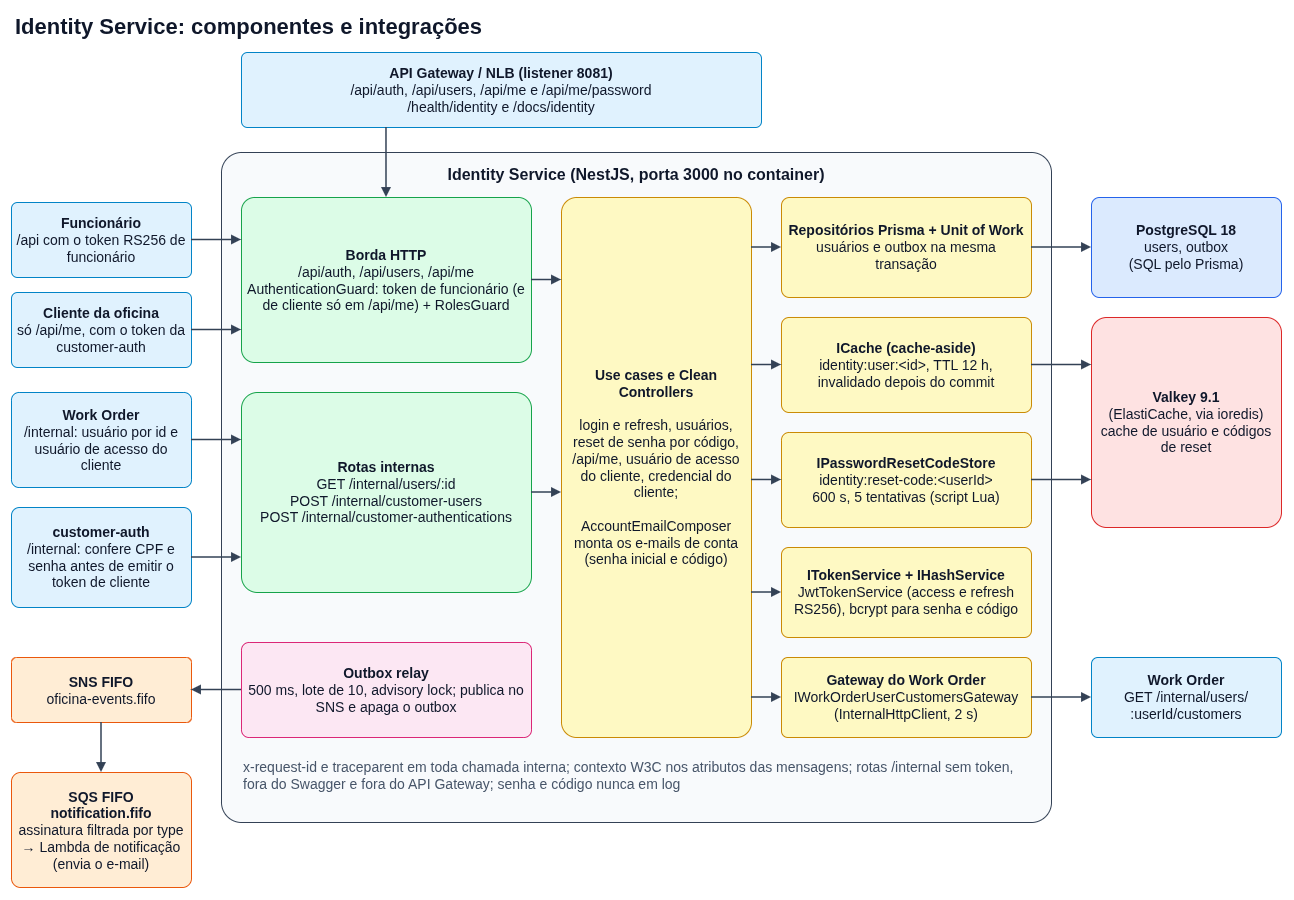 Identity Service: componentes e integrações
API Gateway / NLB (listener 8081)
/api/auth, /api/users, /api/me e /api/me/password
/health/identity e /docs/identity
Identity Service (NestJS, porta 3000 no container)
Funcionário
/api com o token RS256 de
funcionário
Cliente da oficina
só /api/me, com o token da
customer-auth
Work Order
/internal: usuário por id e
usuário de acesso do
cliente
customer-auth
/internal: confere CPF e
senha antes de emitir o
token de cliente
SNS FIFO
oficina-events.fifo
SQS FIFO
notification.fifo
assinatura filtrada por type
→ Lambda de notificação
(envia o e-mail)
Borda HTTP
/api/auth, /api/users, /api/me
AuthenticationGuard: token de funcionário (e
de cliente só em /api/me) + RolesGuard
Rotas internas
GET /internal/users/:id
POST /internal/customer-users
POST /internal/customer-authentications
Outbox relay
500 ms, lote de 10, advisory lock; publica no
SNS e apaga o outbox
Use cases e Clean
Controllers
login e refresh, usuários,
reset de senha por código,
/api/me, usuário de acesso
do cliente, credencial do
cliente;
AccountEmailComposer
monta os e-mails de conta
(senha inicial e código)
Repositórios Prisma + Unit of Work
usuários e outbox na mesma
transação
ICache (cache-aside)
identity:user:<id>, TTL 12 h,
invalidado depois do commit
IPasswordResetCodeStore
identity:reset-code:<userId>
600 s, 5 tentativas (script Lua)
ITokenService + IHashService
JwtTokenService (access e refresh
RS256), bcrypt para senha e código
Gateway do Work Order
IWorkOrderUserCustomersGateway
(InternalHttpClient, 2 s)
PostgreSQL 18
users, outbox
(SQL pelo Prisma)
Valkey 9.1
(ElastiCache, via ioredis)
cache de usuário e códigos
de reset
Work Order
GET /internal/users/
:userId/customers
x-request-id e traceparent em toda chamada interna; contexto W3C nos atributos das mensagens; rotas /internal sem token,
fora do Swagger e fora do API Gateway; senha e código nunca em log